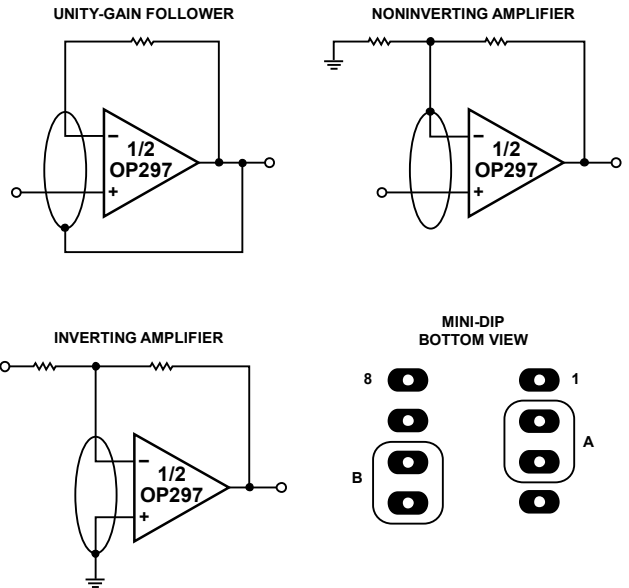 UNITY-GAIN FOLLOWER
NONINVERTING AMPLIFIER
−
1/2
OP297
+
−
1/2
OP297
+
INVERTING AMPLIFIER
−
1/2
OP297
+
MINI-DIP
BOTTOM VIEW
8
1
A
B